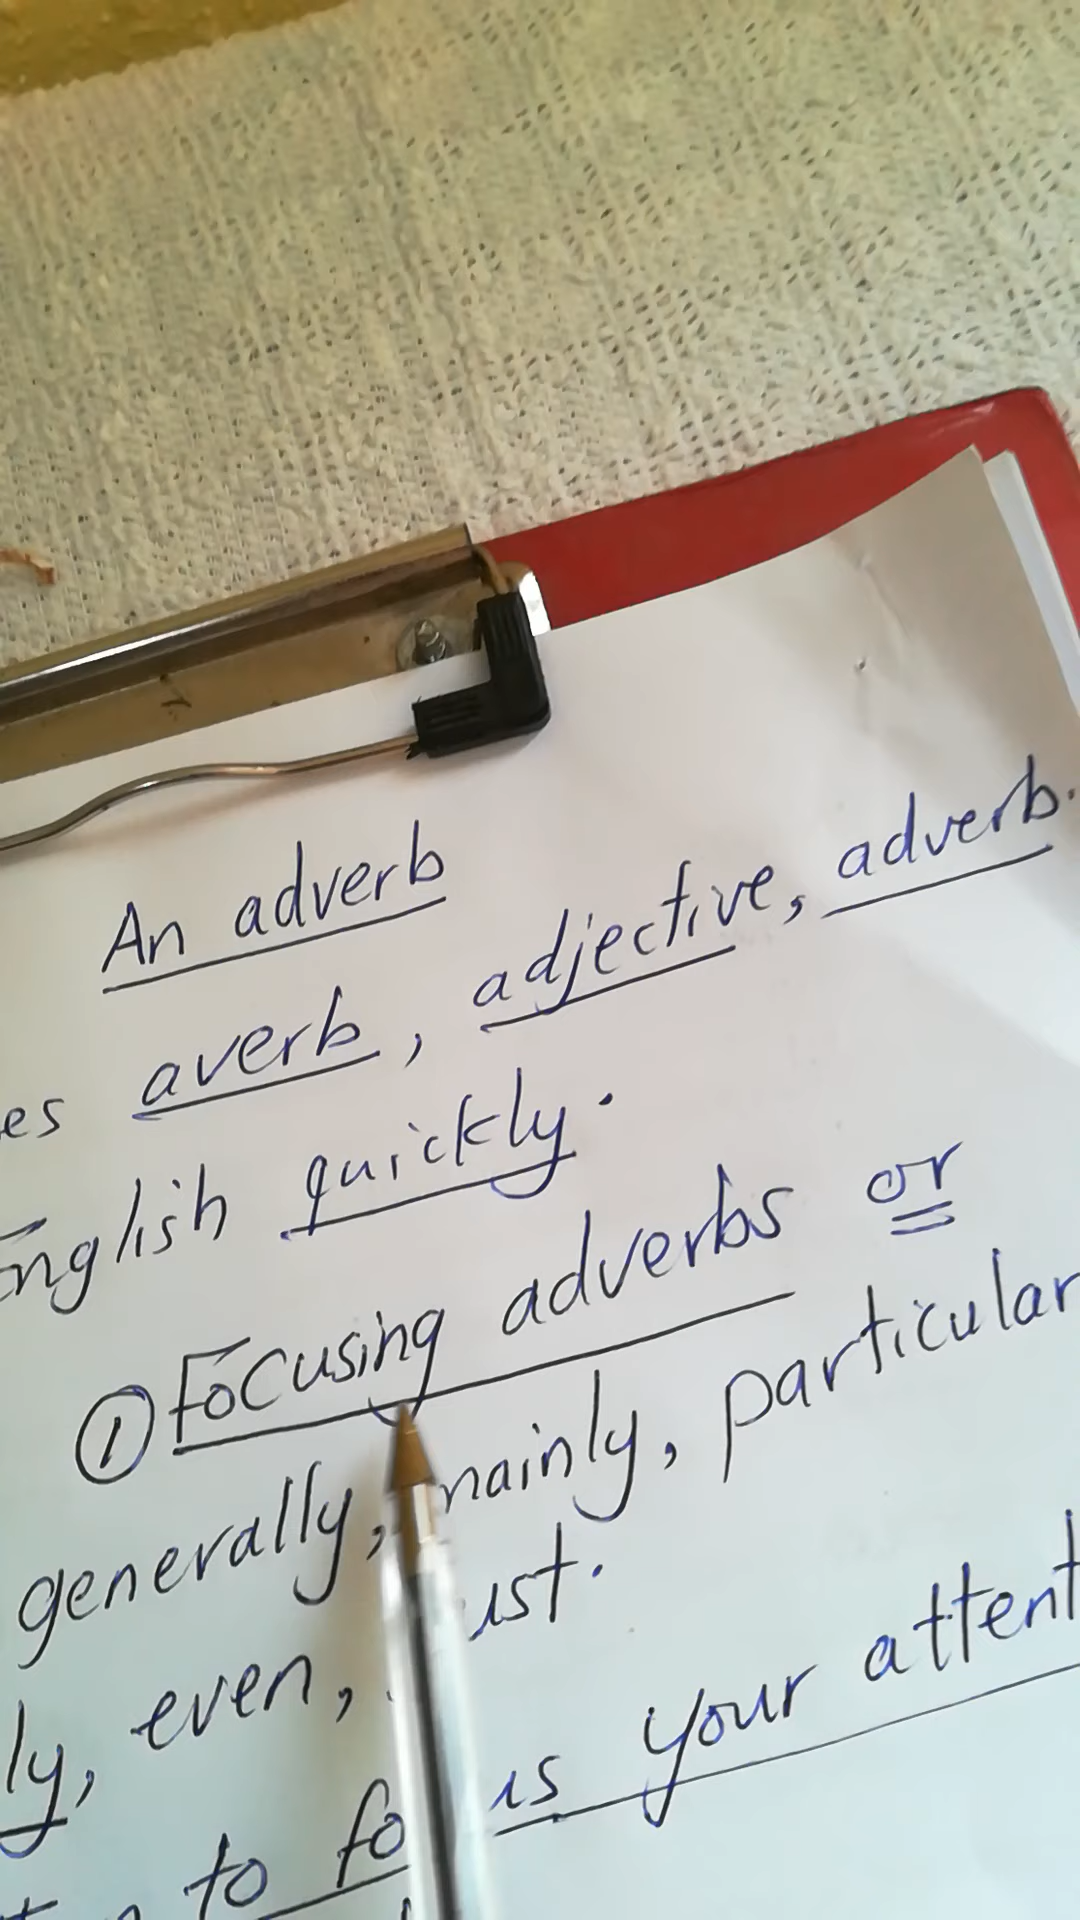 An adverb
es averb, adjective, adverb.
English quickly.
① Focusing adverbs or
generally, mainly, particular
ly, even, ust.
to fo us your attent